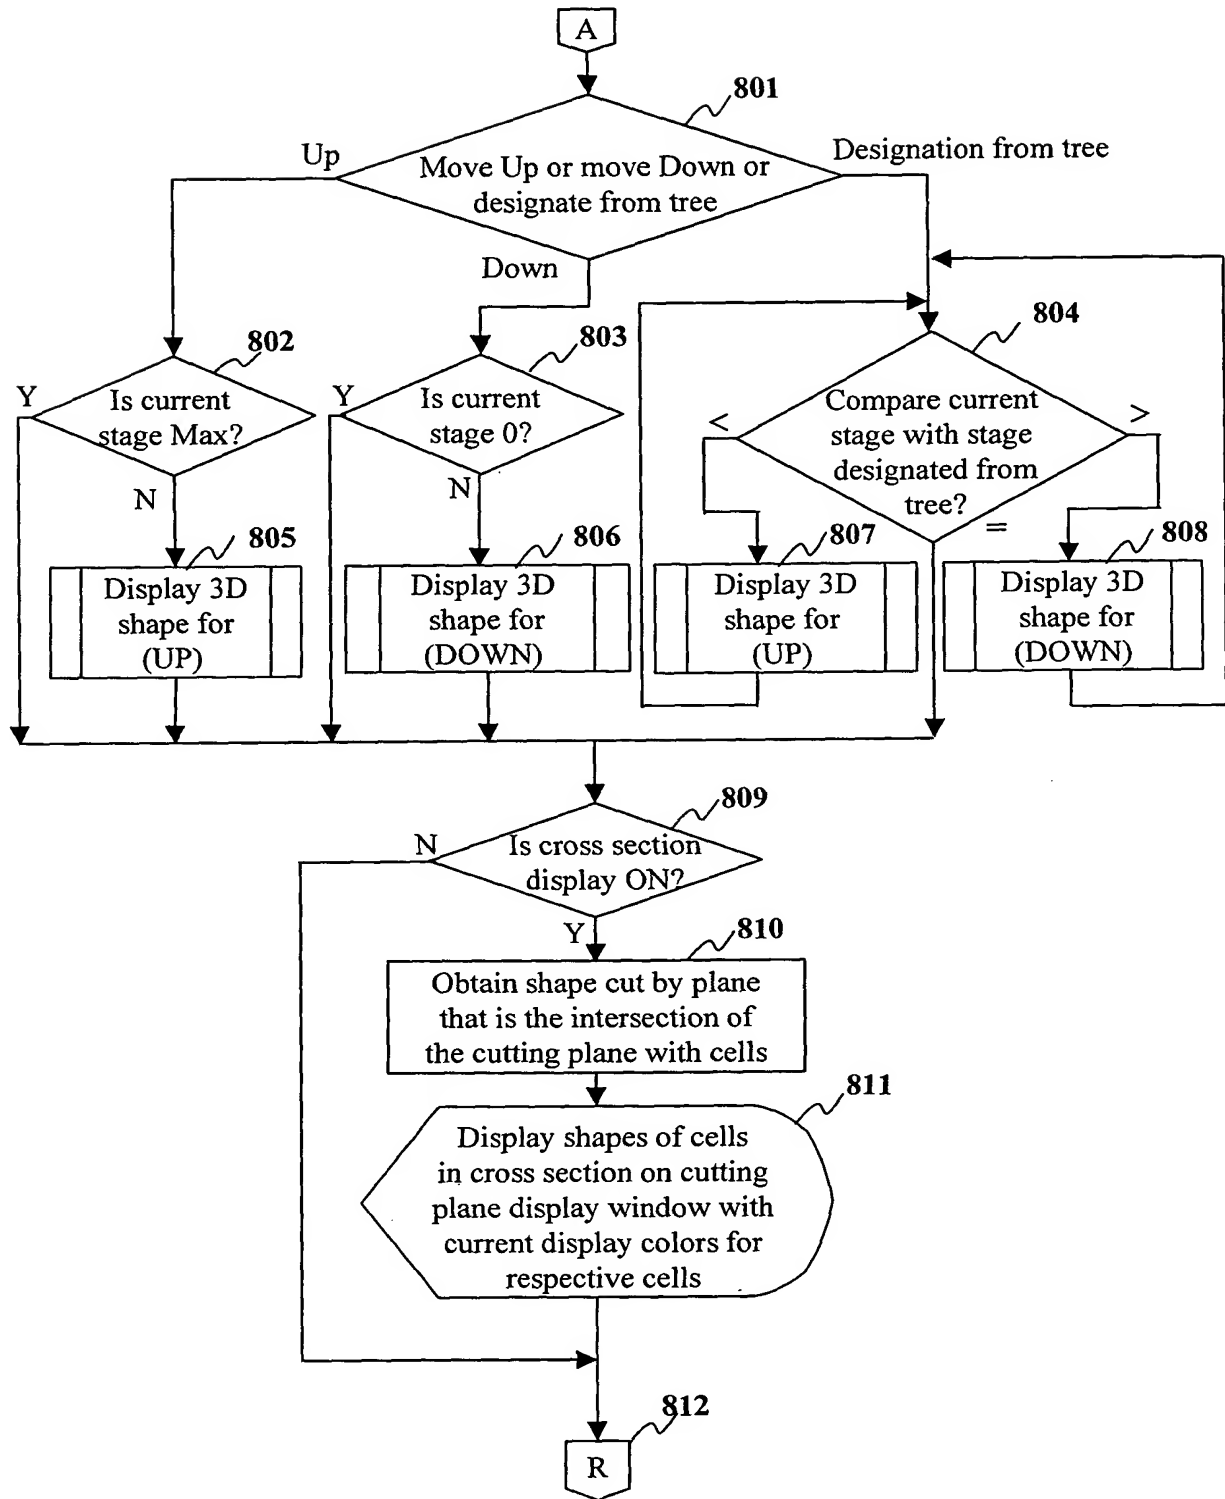 A
801
Up
Move Up or move Down or
designate from tree
Designation from tree
Down
802
Y
Is current
stage Max?
N
803
Y
Is current
stage 0?
N
804
<
Compare current
stage with stage
designated from
tree?
>
=
805
Display 3D
shape for
(UP)
806
Display 3D
shape for
(DOWN)
807
Display 3D
shape for
(UP)
808
Display 3D
shape for
(DOWN)
809
N
Is cross section
display ON?
Y
810
Obtain shape cut by plane
that is the intersection of
the cutting plane with cells
811
Display shapes of cells
in cross section on cutting
plane display window with
current display colors for
respective cells
812
R